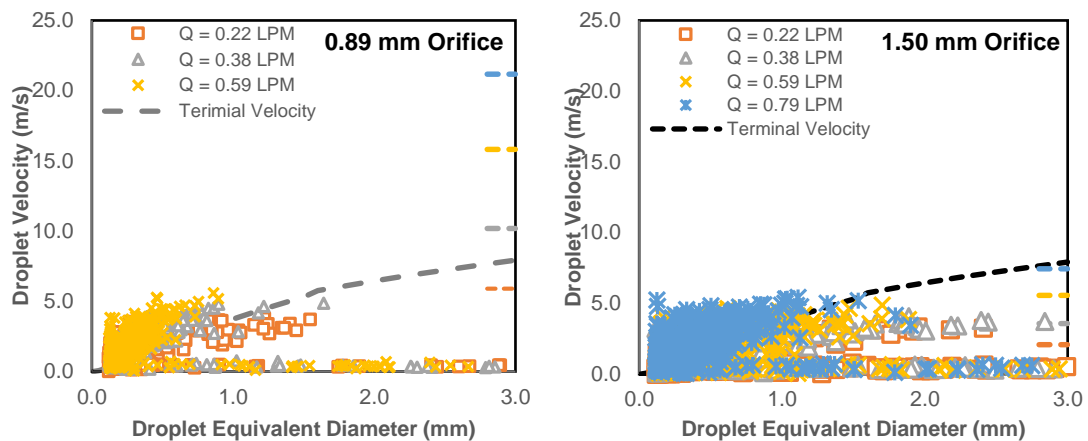 0.89 mm Orifice
Q = 0.22 LPM
Q = 0.38 LPM
Q = 0.59 LPM
Terimial Velocity
Droplet Velocity (m/s)
25.0
20.0
15.0
10.0
5.0
0.0
0.0
1.0
2.0
3.0
Droplet Equivalent Diameter (mm)
1.50 mm Orifice
Q = 0.22 LPM
Q = 0.38 LPM
Q = 0.59 LPM
Q = 0.79 LPM
Terminal Velocity
Droplet Velocity (m/s)
25.0
20.0
15.0
10.0
5.0
0.0
0.0
1.0
2.0
3.0
Droplet Equivalent Diameter (mm)